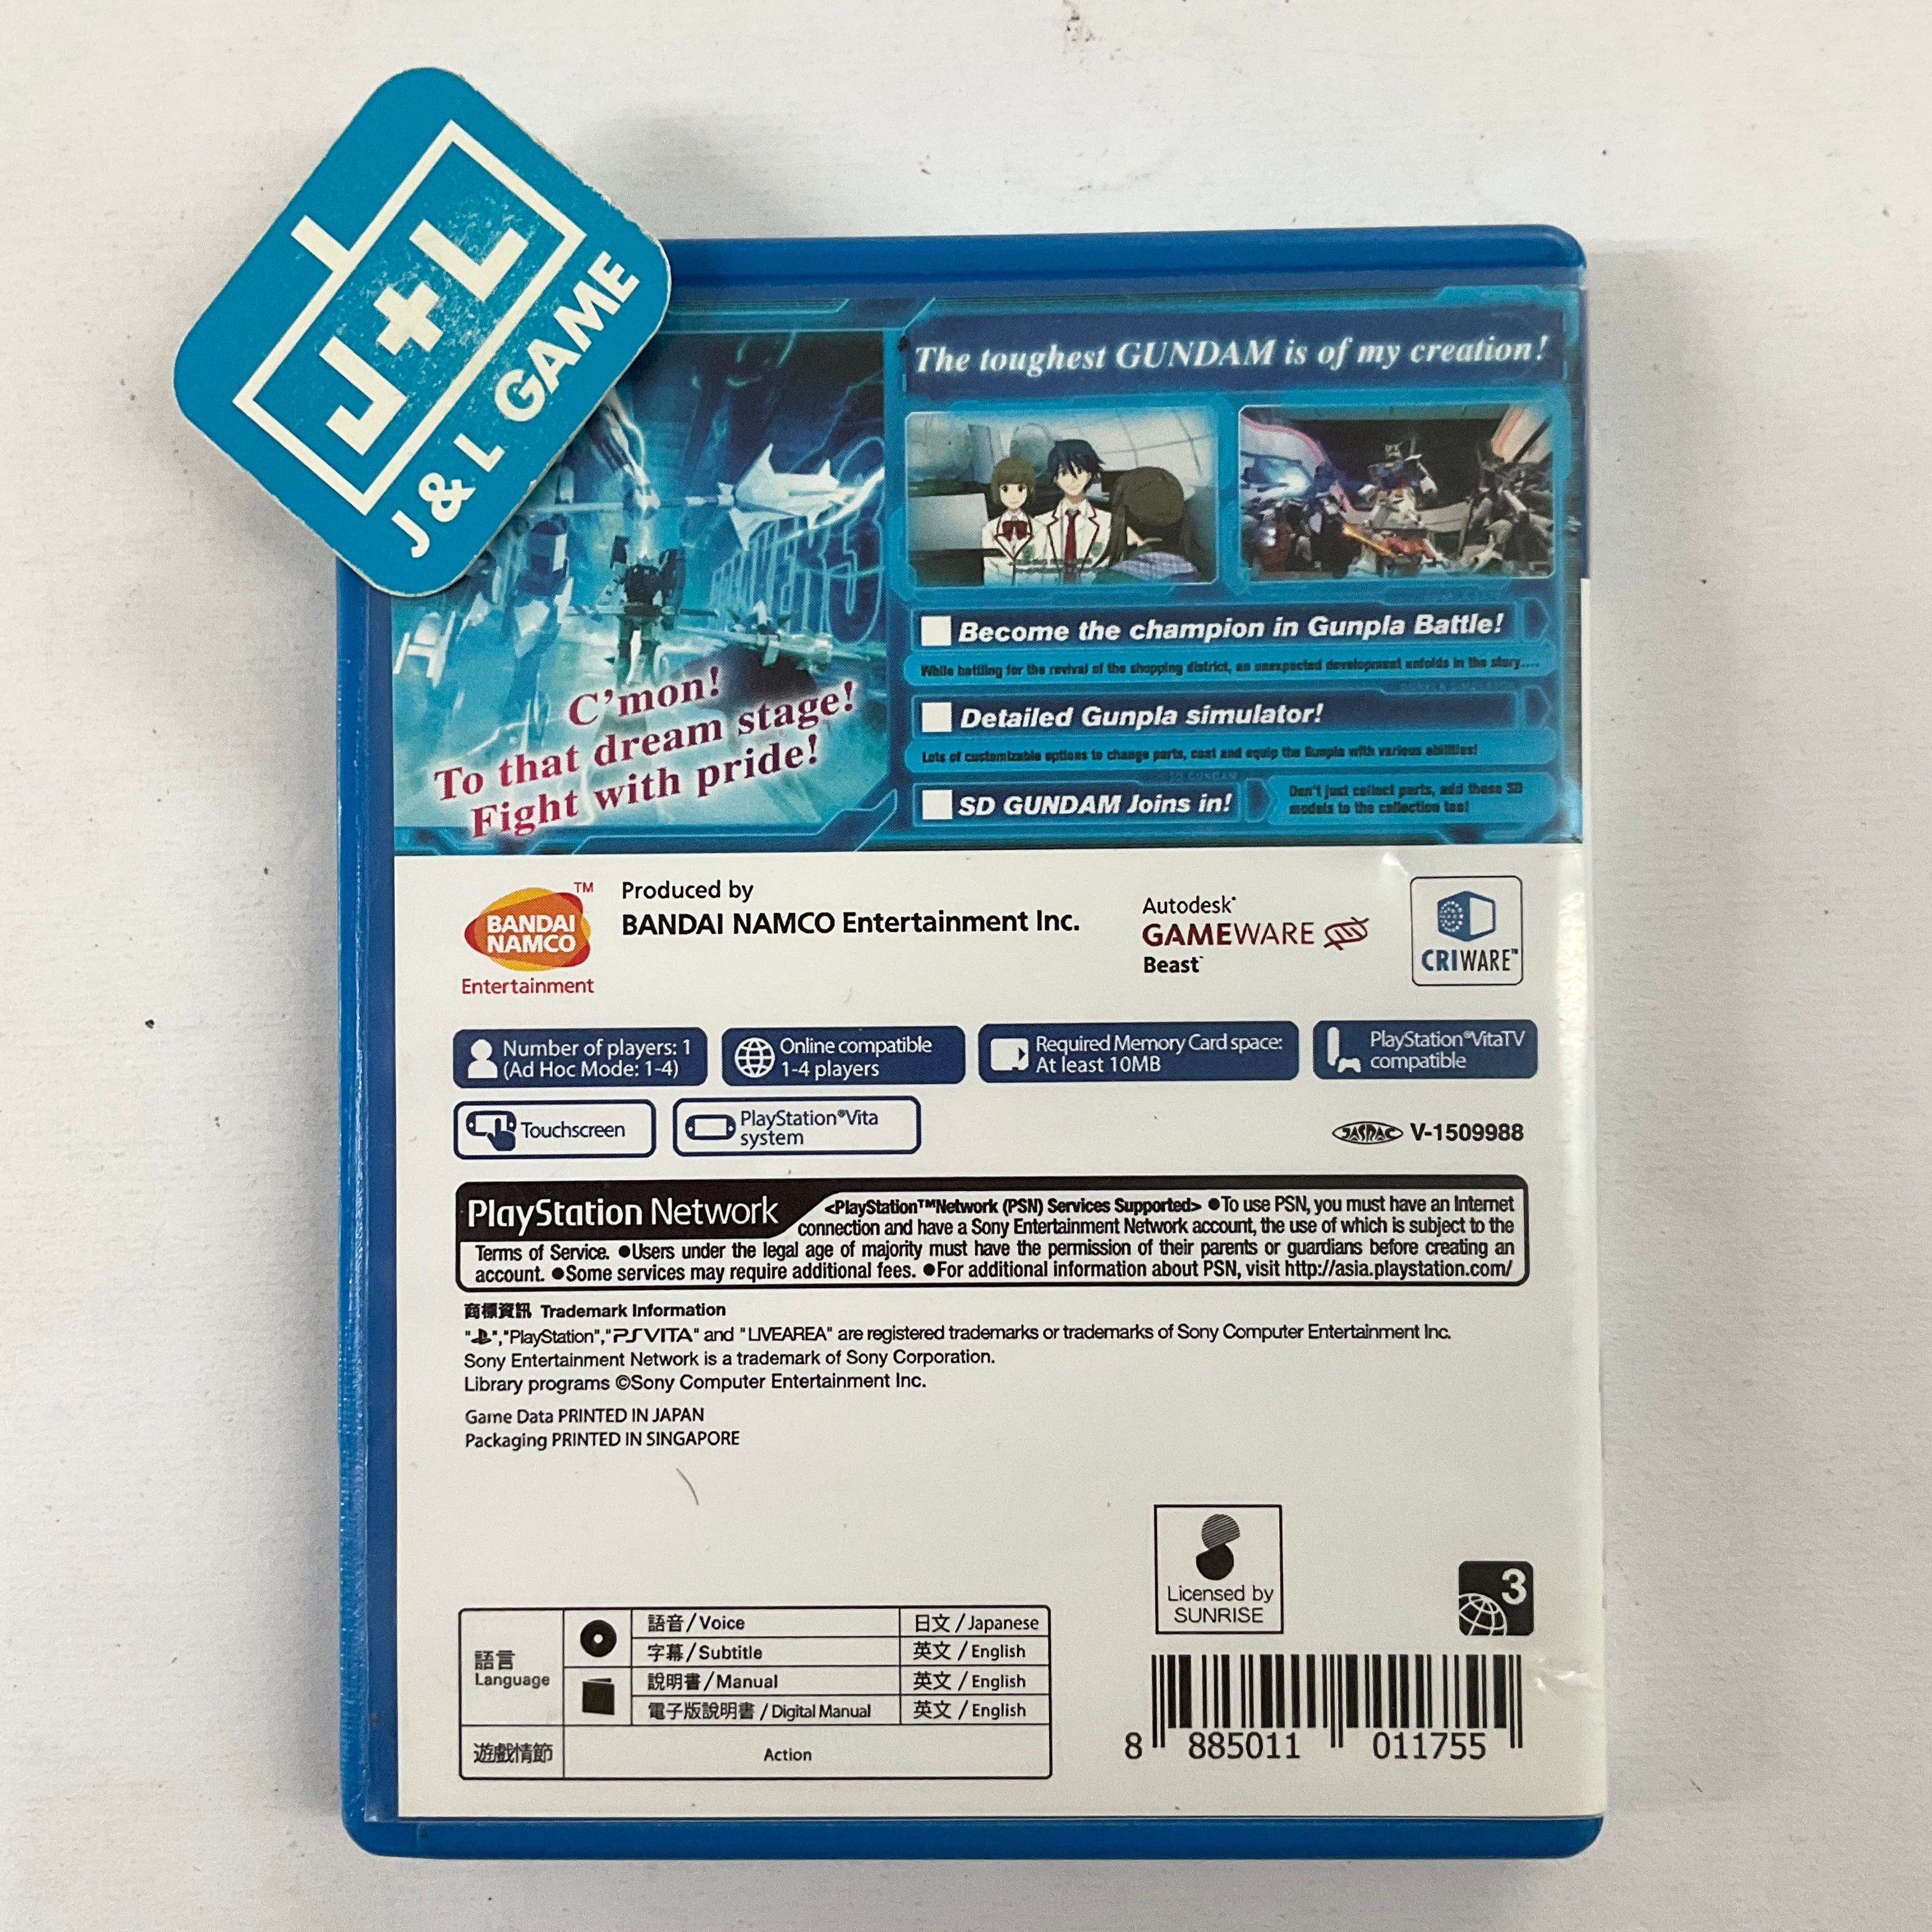 J+L
J & L GAME
The toughest GUNDAM is of my creation!
C'mon!
To that dream stage!
Fight with pride!
Become the champion in Gunpla Battle!
While battling for the revival of the shopping district, an unexpected development unfolds in the story....
Detailed Gunpla simulator!
Lots of customizable options to change parts, coat and equip the Gunpla with various abilities!
SD GUNDAM Joins in!
Don't just collect parts, add these SD
models to the collection too!
BANDAI
NAMCO
TM
Entertainment
Produced by
BANDAI NAMCO Entertainment Inc.
Autodesk
GAMEWARE
Beast
CRIWARE™
Number of players: 1
(Ad Hoc Mode: 1-4)
Online compatible
1-4 players
Required Memory Card space:
At least 10MB
PlayStation®VitaTV
compatible
Touchscreen
PlayStation®Vita
system
JASRAC V-1509988
PlayStation Network
<PlayStation™Network (PSN) Services Supported> ●To use PSN, you must have an Internet
connection and have a Sony Entertainment Network account, the use of which is subject to the
Terms of Service. ●Users under the legal age of majority must have the permission of their parents or guardians before creating an
account. ●Some services may require additional fees. ●For additional information about PSN, visit http://asia.playstation.com/
商標資訊 Trademark Information
"PS", "PlayStation", "PSVITA" and "LIVEAREA" are registered trademarks or trademarks of Sony Computer Entertainment Inc.
Sony Entertainment Network is a trademark of Sony Corporation.
Library programs ©Sony Computer Entertainment Inc.
Game Data PRINTED IN JAPAN
Packaging PRINTED IN SINGAPORE
Licensed by
SUNRISE
3
語言
Language
語音/Voice 日文/Japanese
字幕/Subtitle 英文/English
說明書/Manual 英文/English
電子版說明書/Digital Manual 英文/English
遊戲情節 Action
8 885011 011755